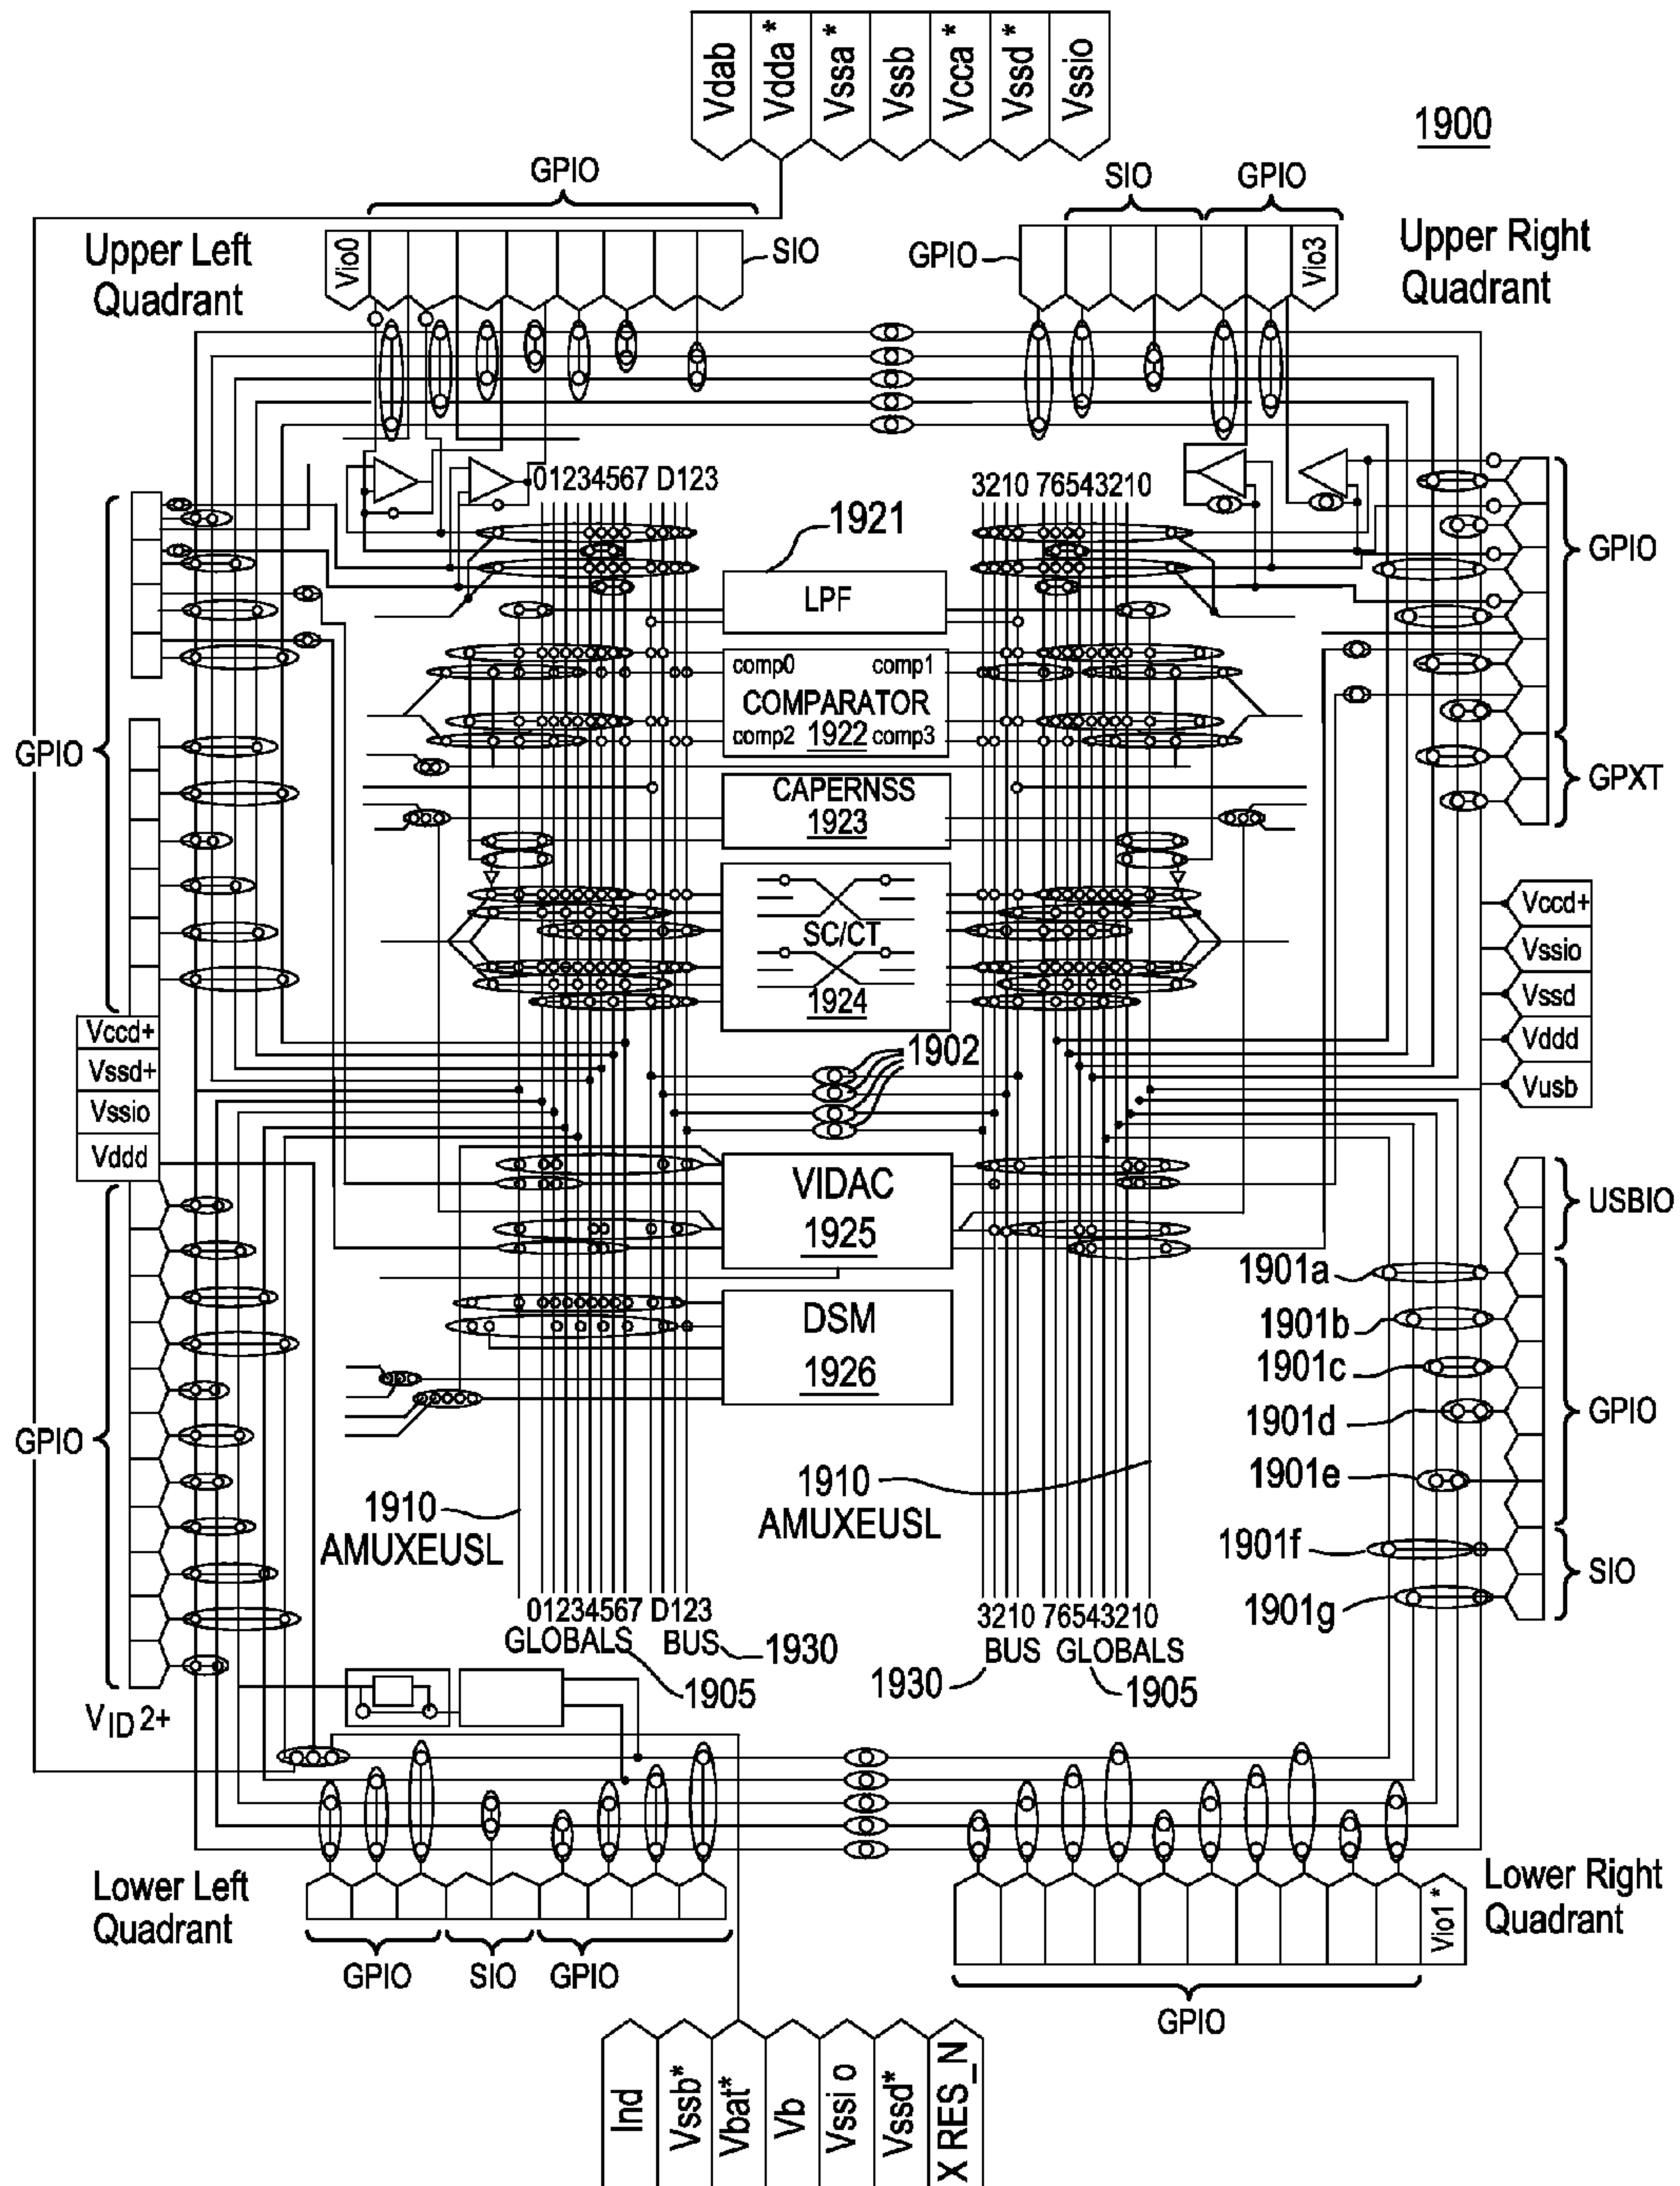 Vdab
Vdda*
Vssa*
Vssb
Vcca*
Vssd*
Vssio
1900
GPIO
SIO
GPIO
Upper Left
Quadrant
Vio0
SIO
GPIO
Vio3
Upper Right
Quadrant
01234567 D123
3210 76543210
1921
GPIO
LPF
comp0
comp1
COMPARATOR
comp2
1922
comp3
GPIO
GPXT
CAPERNSS
1923
SC/CT
1924
Vccd+
Vssio
Vssd
Vddd
Vusb
Vccd+
Vssd+
Vssio
Vddd
1902
VIDAC
1925
USBIO
1901a
1901b
1901c
1901d
1901e
1901f
1901g
GPIO
SIO
DSM
1926
GPIO
1910
AMUXEUSL
1910
AMUXEUSL
01234567 D123
GLOBALS BUS
1930
1905
3210 76543210
BUS GLOBALS
1930
1905
VID 2+
Lower Left
Quadrant
GPIO
SIO
GPIO
Vio1 *
Lower Right
Quadrant
GPIO
Ind
Vssb*
Vbat*
Vb
Vssi o
Vssd*
X RES_N